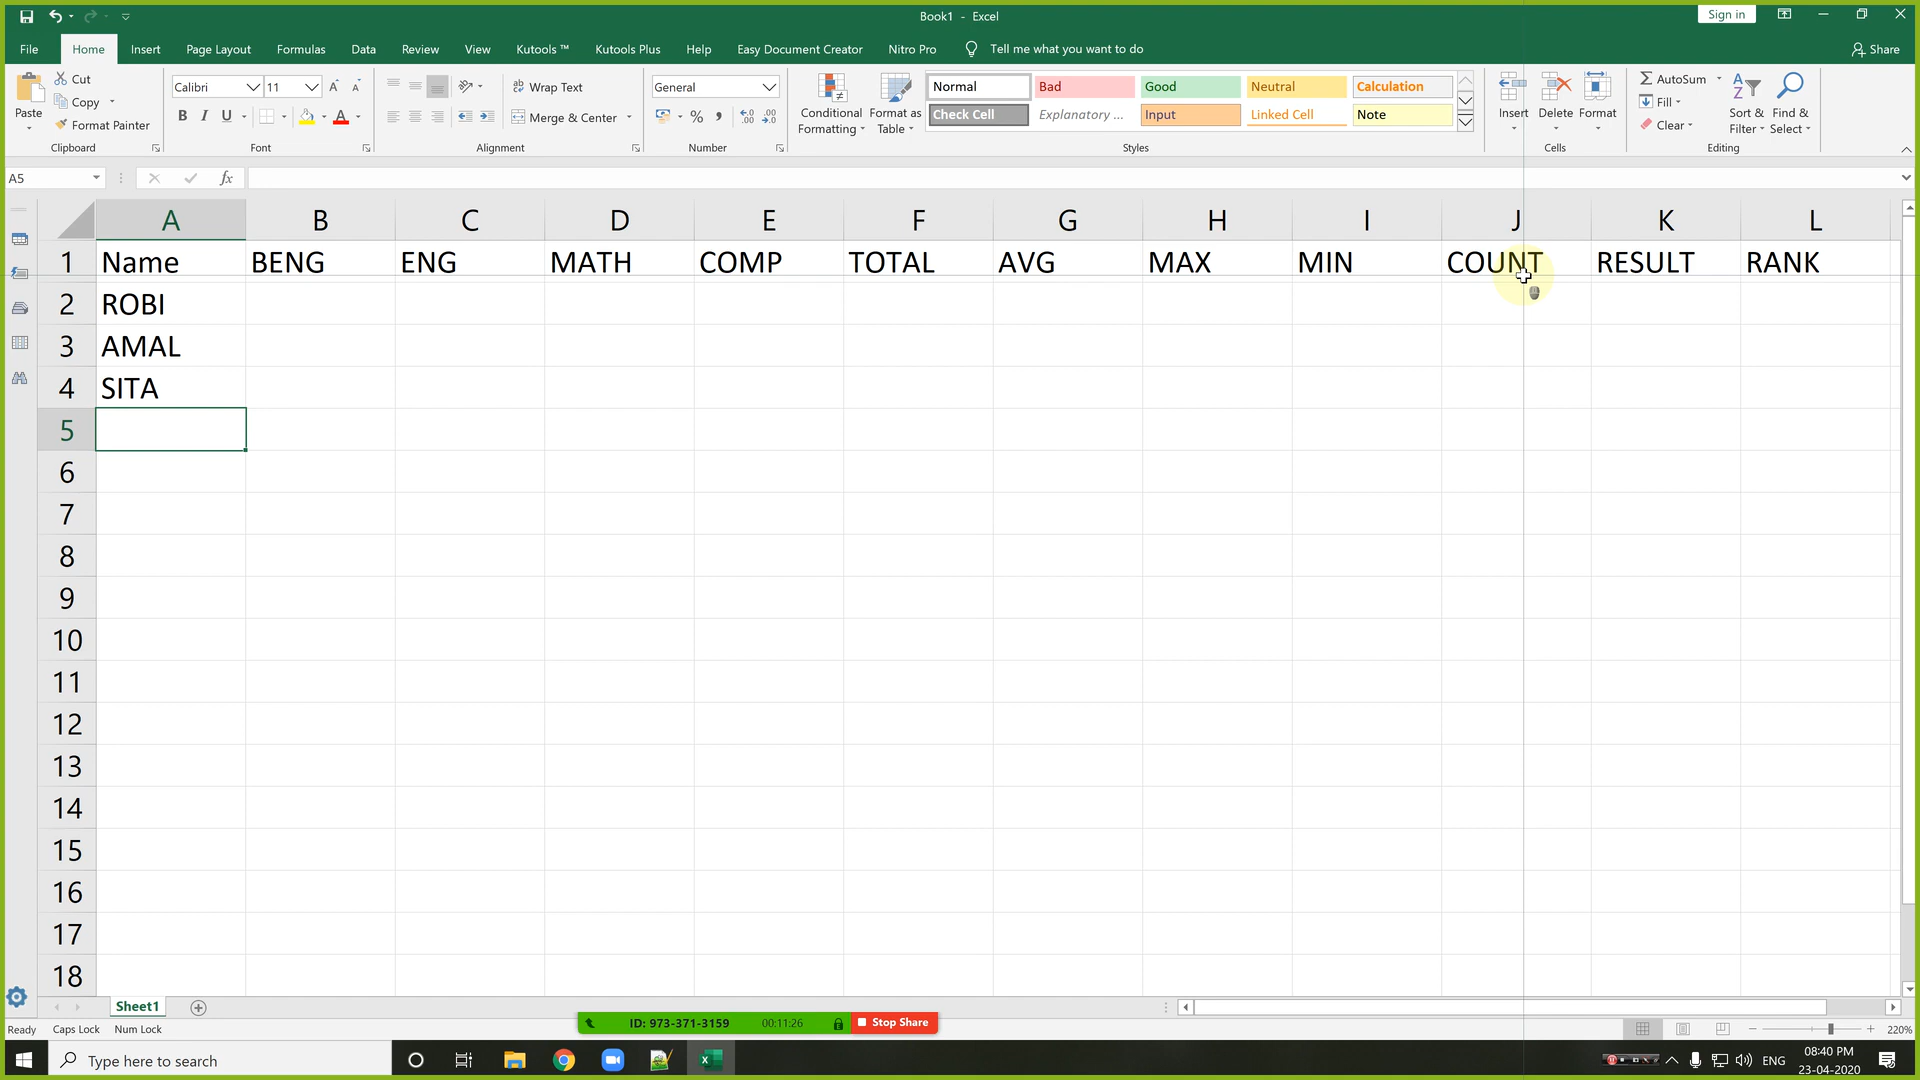 Book1 - Excel
Sign in
File Home Insert Page Layout Formulas Data Review View Kutools ™ Kutools Plus Help Easy Document Creator Nitro Pro Tell me what you want to do Share
Paste
Cut
Copy
Format Painter
Clipboard
Calibri 11
B I U
Font
Wrap Text
Merge & Center
Alignment
General
Number
Conditional Formatting
Format as Table
Normal Bad Good Neutral Calculation
Check Cell Explanatory ... Input Linked Cell Note
Styles
Insert Delete Format
Cells
AutoSum
Fill
Clear
Sort & Filter
Find & Select
Editing
A5 fx
A B C D E F G H I J K L
1 Name BENG ENG MATH COMP TOTAL AVG MAX MIN COUNT RESULT RANK
2 ROBI
3 AMAL
4 SITA
5
6
7
8
9
10
11
12
13
14
15
16
17
18
Sheet1
Ready Caps Lock Num Lock
ID: 973-371-3159 00:11:26 Stop Share
220%
Type here to search
ENG
08:40 PM
23-04-2020